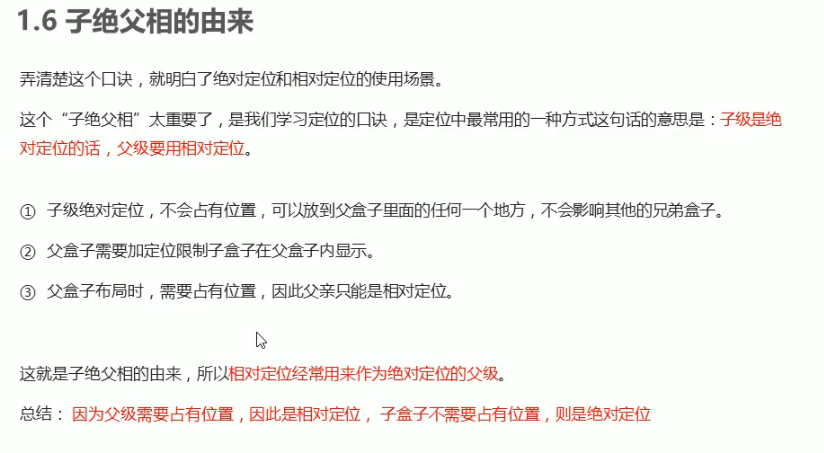 1.6 子绝父相的由来
弄清楚这个口诀，就明白了绝对定位和相对定位的使用场景。
这个“子绝父相”太重要了，是我们学习定位的口诀，是定位中最常用的一种方式这句话的意思是：子级是绝
对定位的话，父级要用相对定位。
① 子级绝对定位，不会占有位置，可以放到父盒子里面的任何一个地方，不会影响其他的兄弟盒子。
② 父盒子需要加定位限制子盒子在父盒子内显示。
③ 父盒子布局时，需要占有位置，因此父亲只能是相对定位。
这就是子绝父相的由来，所以相对定位经常用来作为绝对定位的父级。
总结： 因为父级需要占有位置，因此是相对定位， 子盒子不需要占有位置，则是绝对定位